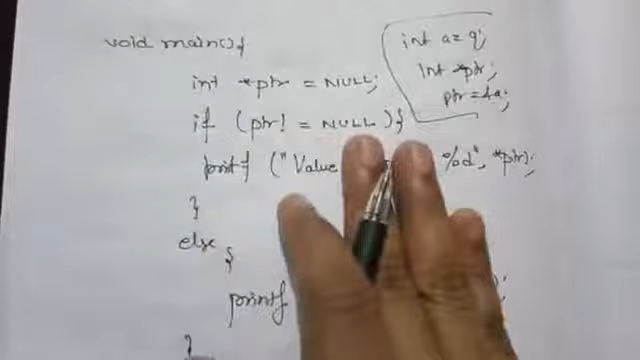 void main(){
int *ptr = NULL;
if (ptr! = NULL){
printf ("Value %d", *ptr);
}
else
{
printf );
}
int a= 9;
int *ptr;
ptr = &a;